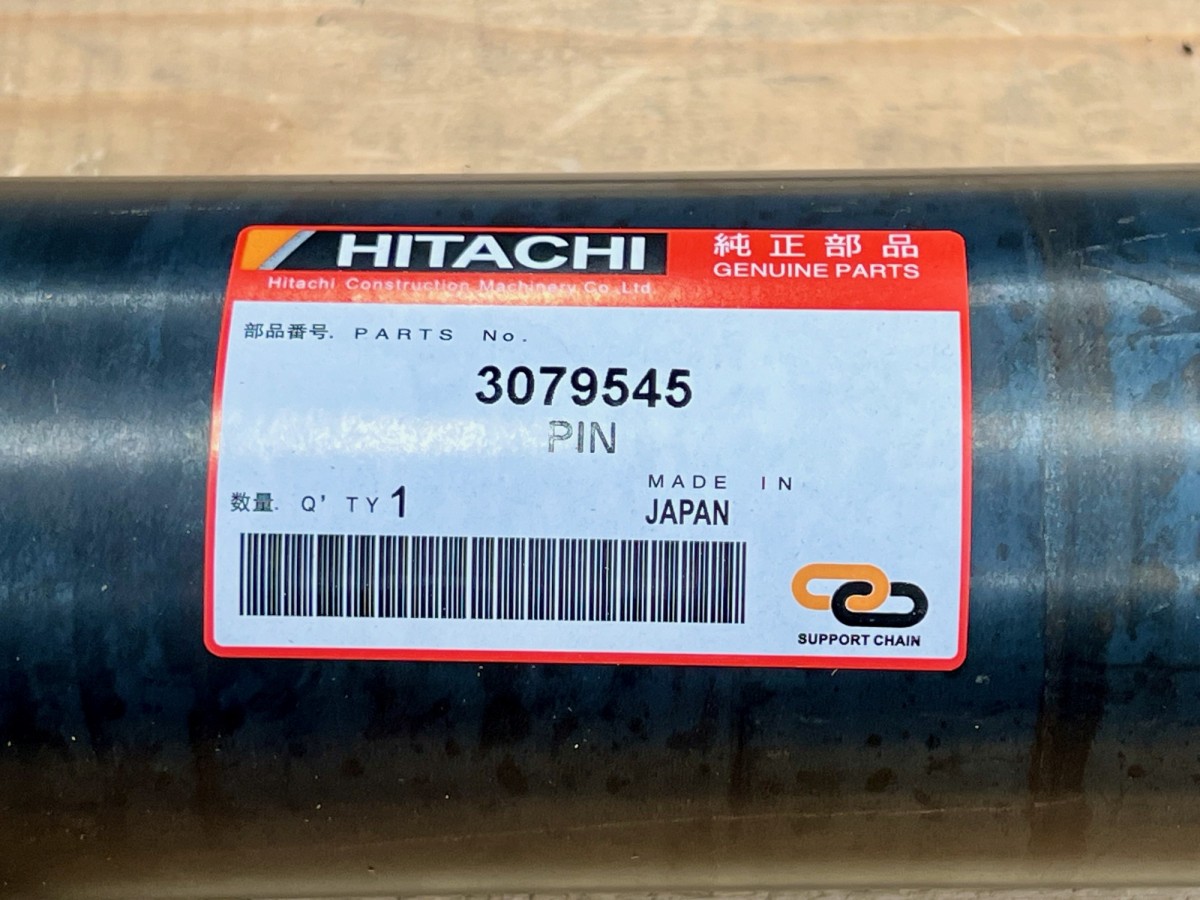 HITACHI
純正部品
GENUINE PARTS
Hitachi Construction Machinery Co.Ltd.
部品番号. PARTS No.
3079545
PIN
MADE IN
数量. Q'TY 1
JAPAN
SUPPORT CHAIN